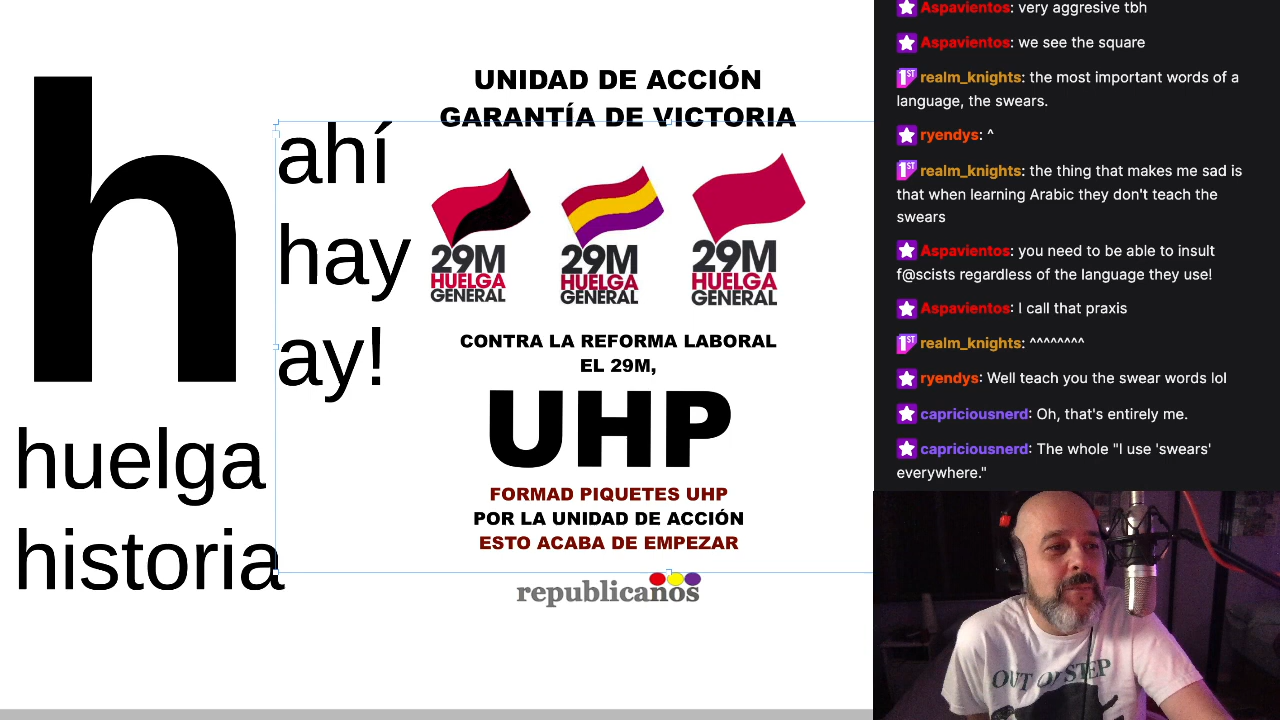 h
ahí
hay
ay!
huelga
historia
UNIDAD DE ACCIÓN
GARANTÍA DE VICTORIA
29M
HUELGA
GENERAL
29M
HUELGA
GENERAL
29M
HUELGA
GENERAL
CONTRA LA REFORMA LABORAL
EL 29M,
UHP
FORMAD PIQUETES UHP
POR LA UNIDAD DE ACCIÓN
ESTO ACABA DE EMPEZAR
republicanos
Aspavientos: very aggresive tbh
Aspavientos: we see the square
1ST realm_knights: the most important words of a
language, the swears.
ryendys: ^
1ST realm_knights: the thing that makes me sad is
that when learning Arabic they don't teach the
swears
Aspavientos: you need to be able to insult
f@scists regardless of the language they use!
Aspavientos: I call that praxis
1ST realm_knights: ^^^^^^^^
ryendys: Well teach you the swear words lol
capriciousnerd: Oh, that's entirely me.
capriciousnerd: The whole "I use 'swears'
everywhere."
OUT OF STEP